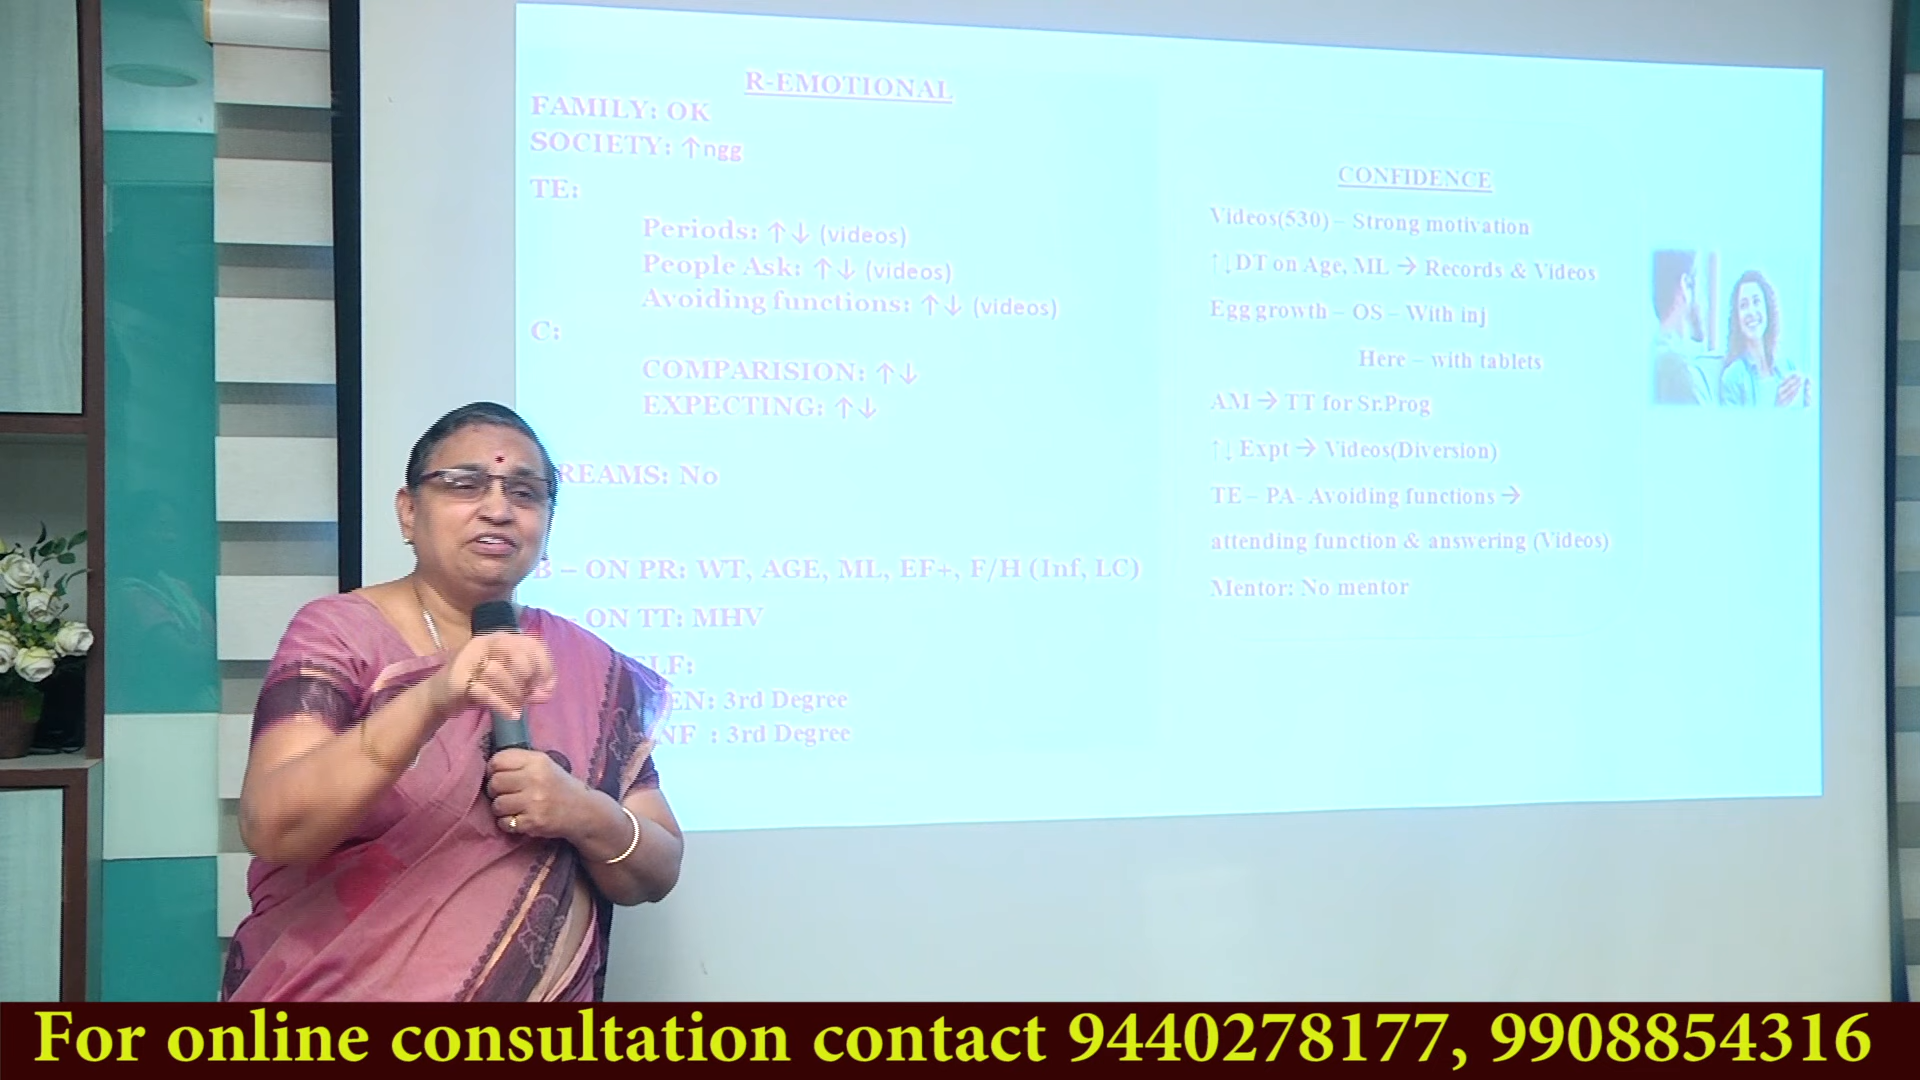 R-EMOTIONAL
FAMILY: OK
SOCIETY: ↑ngg
TE:
Periods: ↑↓ (videos)
People Ask: ↑↓ (videos)
Avoiding functions: ↑↓ (videos)
C:
COMPARISION: ↑↓
EXPECTING: ↑↓
REAMS: No
B – ON PR: WT, AGE, ML, EF+, F/H (Inf, LC)
- ON TT: MHV
LF:
EN: 3rd Degree
NF : 3rd Degree
CONFIDENCE
Videos(530) – Strong motivation
↑↓DT on Age, ML → Records & Videos
Egg growth – OS – With inj
Here – with tablets
AM → TT for Sr.Prog
↑↓ Expt → Videos(Diversion)
TE – PA- Avoiding functions →
attending function & answering (Videos)
Mentor: No mentor
For online consultation contact 9440278177, 9908854316